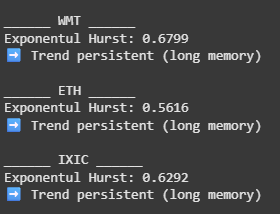 ______ WMT ______
Exponentul Hurst: 0.6799
➡️ Trend persistent (long memory)
______ ETH ______
Exponentul Hurst: 0.5616
➡️ Trend persistent (long memory)
______ IXIC ______
Exponentul Hurst: 0.6292
➡️ Trend persistent (long memory)